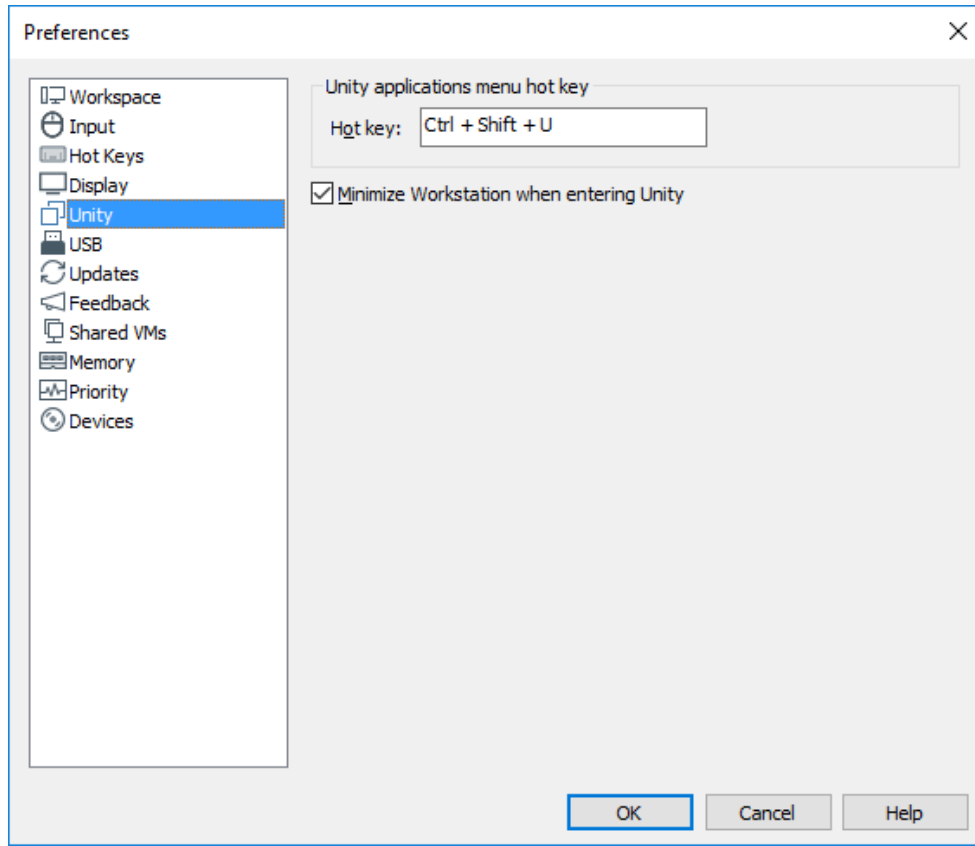 Preferences
Workspace
Input
Hot Keys
Display
Unity
USB
Updates
Feedback
Shared VMs
Memory
Priority
Devices
Unity applications menu hot key
Hot key: Ctrl + Shift + U
Minimize Workstation when entering Unity
OK Cancel Help